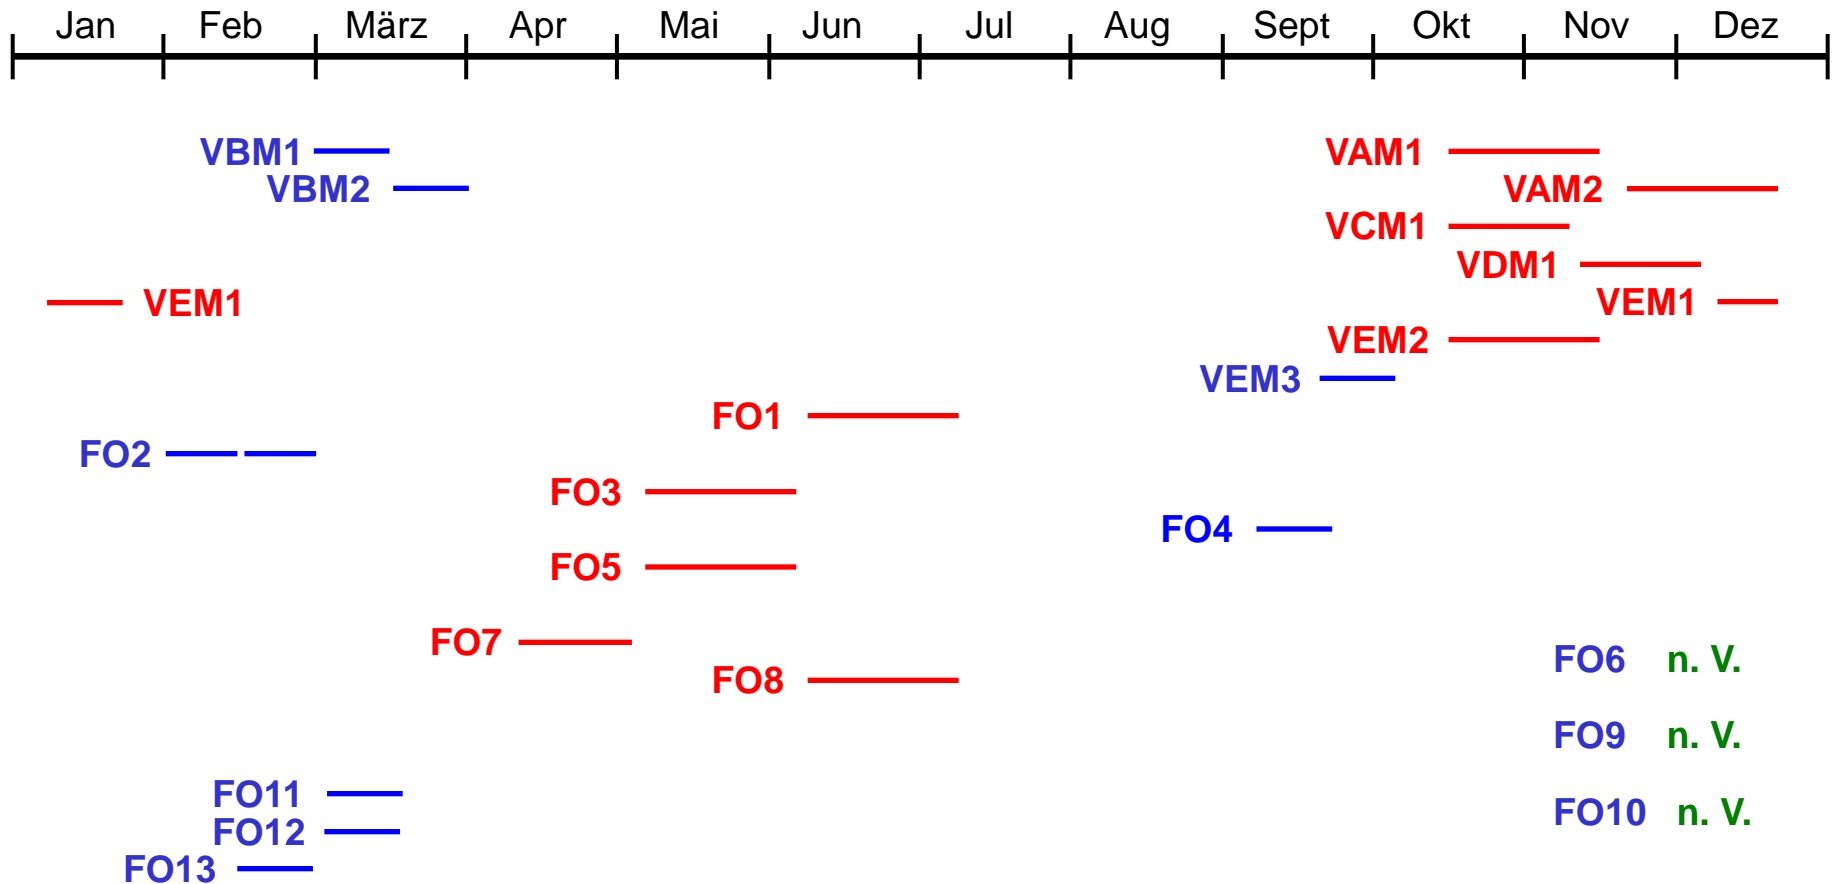 Jan Feb März Apr Mai Jun Jul Aug Sept Okt Nov Dez
VBM1 VAM1
VBM2 VAM2
VCM1
VDM1
VEM1 VEM1
VEM2
VEM3
FO1
FO2
FO3
FO4
FO5
FO7
FO6 n. V.
FO8
FO9 n. V.
FO11
FO10 n. V.
FO12
FO13